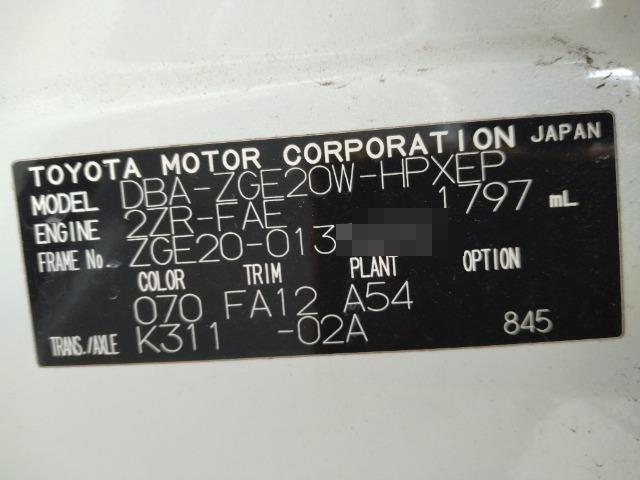 TOYOTA MOTOR CORPORATION JAPAN
MODEL DBA-ZGE20W-HPXEP
ENGINE 2ZR-FAE 1797 mL
FRAME No. ZGE20-013
COLOR TRIM PLANT OPTION
070 FA12 A54
TRANS./AXLE K311 -02A 845